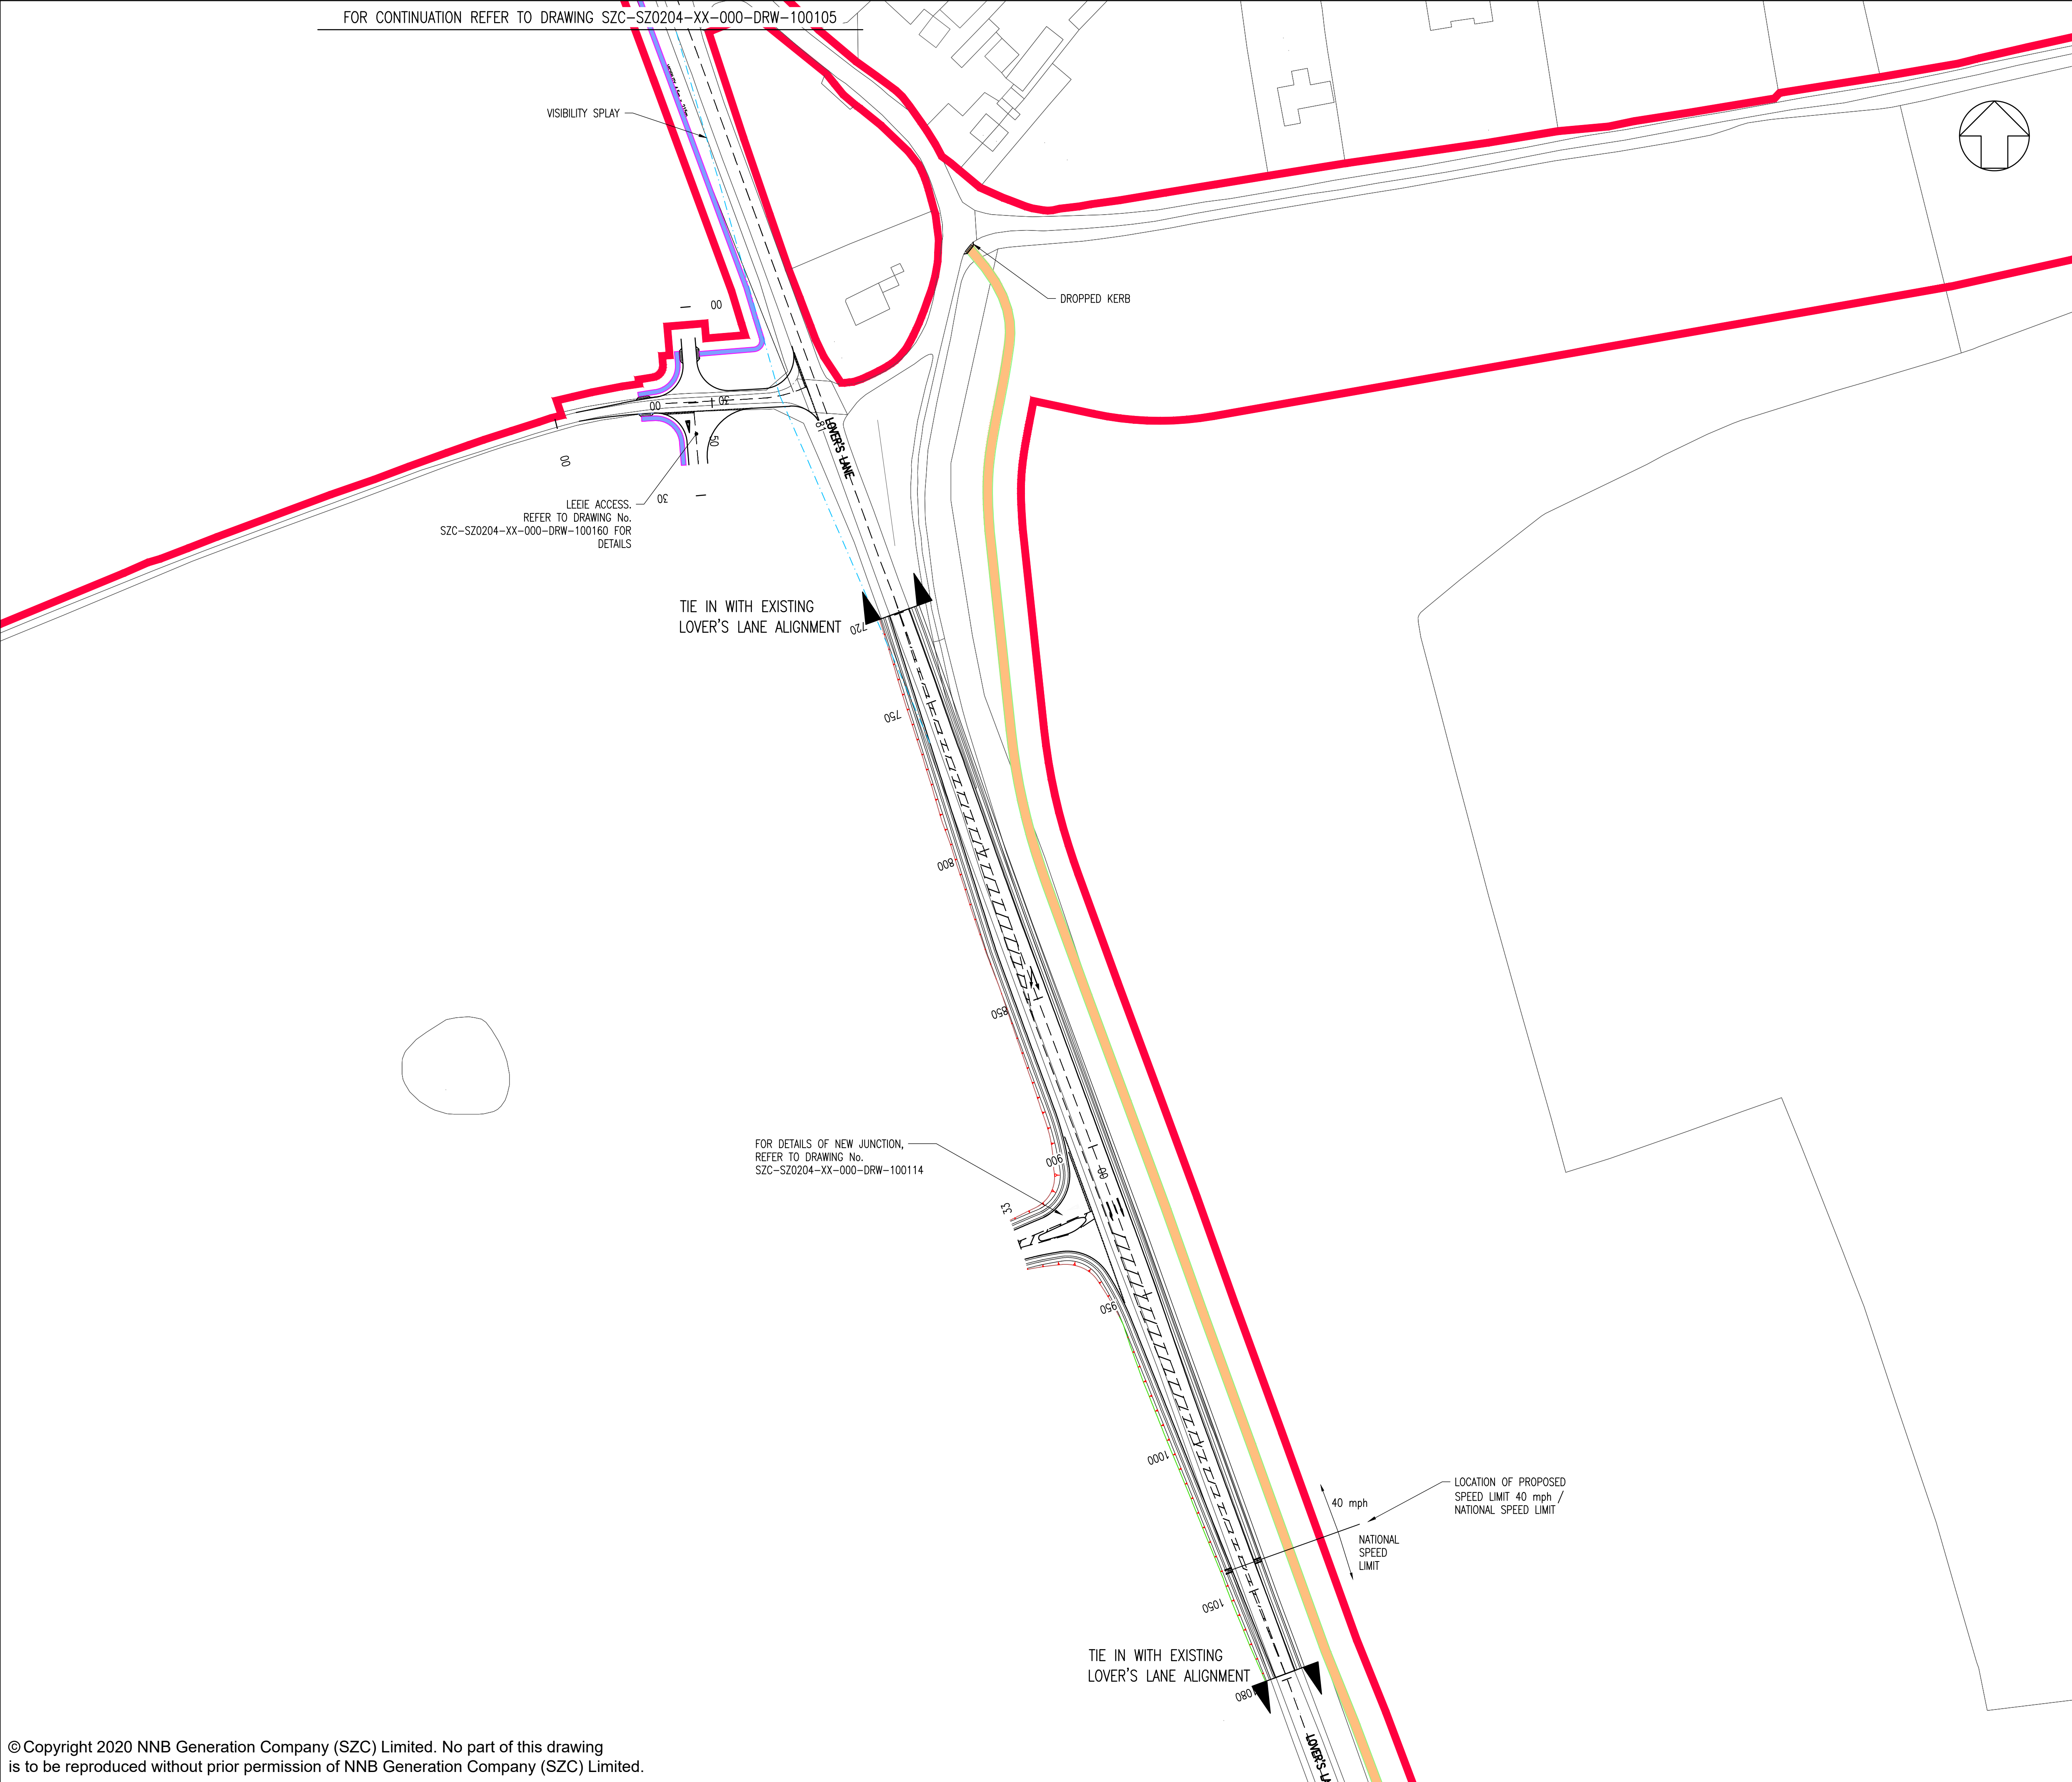 FOR CONTINUATION REFER TO DRAWING SZC-SZ0204-XX-000-DRW-100105
VISIBILITY SPLAY
DROPPED KERB
00
00
30
00
50
30
18
LOVER'S LANE
LEEIE ACCESS.
REFER TO DRAWING No.
SZC-SZ0204-XX-000-DRW-100160 FOR
DETAILS
TIE IN WITH EXISTING
LOVER'S LANE ALIGNMENT
720
750
800
850
FOR DETAILS OF NEW JUNCTION,
REFER TO DRAWING No.
SZC-SZ0204-XX-000-DRW-100114
900
00
33
950
1000
LOCATION OF PROPOSED
SPEED LIMIT 40 mph /
NATIONAL SPEED LIMIT
40 mph
NATIONAL
SPEED
LIMIT
1050
TIE IN WITH EXISTING
LOVER'S LANE ALIGNMENT
1080
LOVER'S LA
© Copyright 2020 NNB Generation Company (SZC) Limited. No part of this drawing
is to be reproduced without prior permission of NNB Generation Company (SZC) Limited.